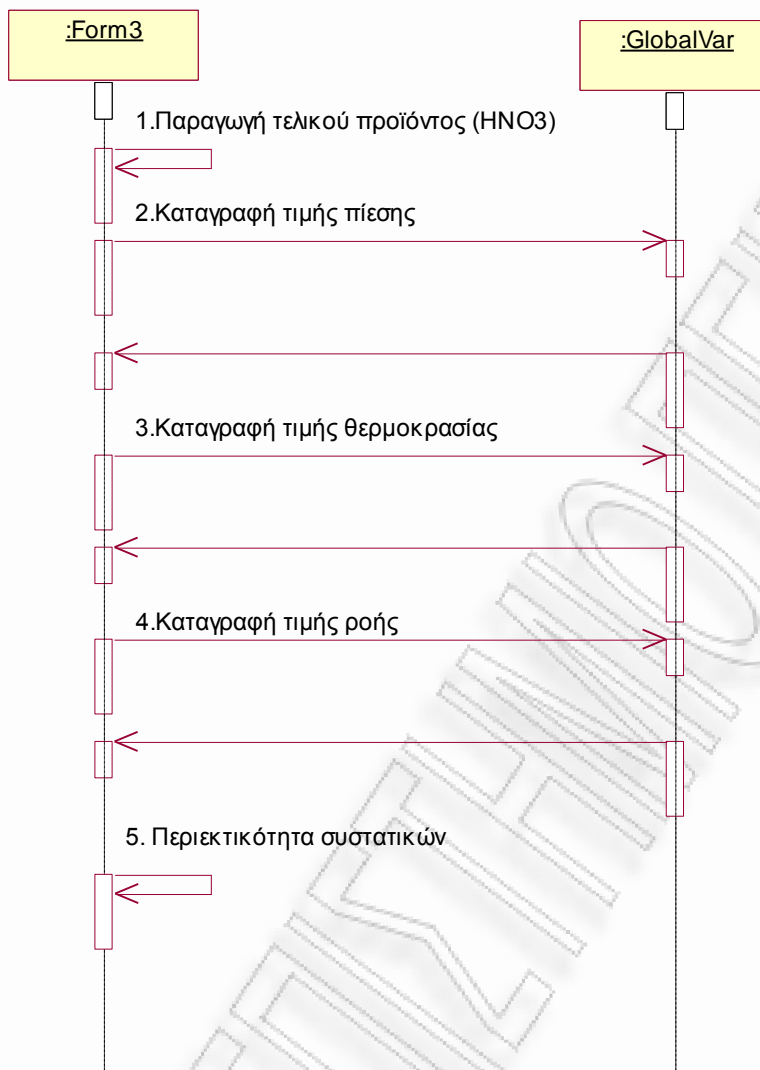 :Form3
:GlobalVar
1.Παραγωγή τελικού προϊόντος (HNO3)
2.Καταγραφή τιμής πίεσης
3.Καταγραφή τιμής θερμοκρασίας
4.Καταγραφή τιμής ροής
5. Περιεκτικότητα συστατικών